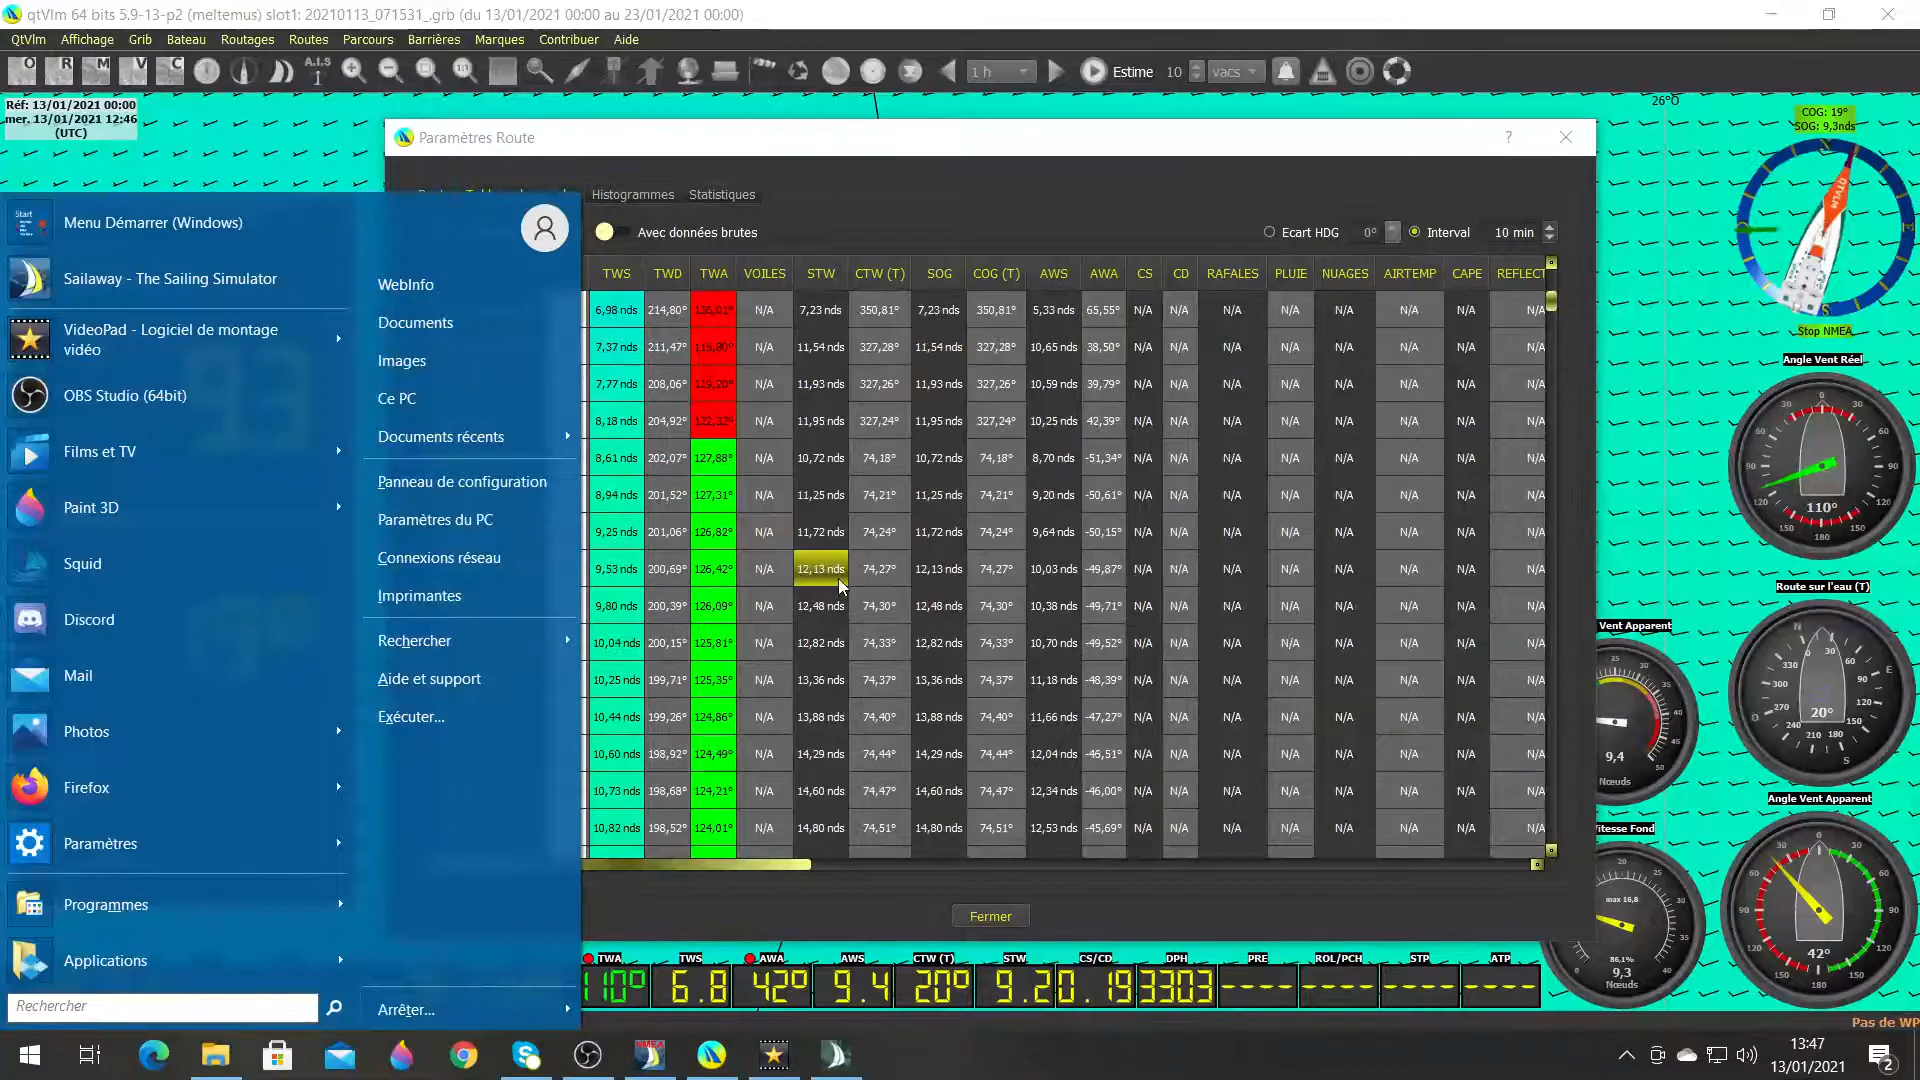 qtVlm 64 bits 5.9-13-p2 (meltemus) slot1: 20210113_071531_.grb (du 13/01/2021 00:00 au 23/01/2021 00:00)
QtVlm Affichage Grib Bateau Routages Routes Parcours Barrières Marques Contribuer Aide
O R M V C A.I.S 1:1 1 h Estime 10 vacs
Réf: 13/01/2021 00:00
mer. 13/01/2021 12:46
(UTC)
26°O
COG: 19°
SOG: 9,3nds
Paramètres Route
Histogrammes Statistiques
Avec données brutes Ecart HDG 0° Interval 10 min
TWS TWD TWA VOILES STW CTW (T) SOG COG (T) AWS AWA CS CD RAFALES PLUIE NUAGES AIRTEMP CAPE REFLECT
6,98 nds 214,80° N/A 7,23 nds 350,81° 7,23 nds 350,81° 5,33 nds 65,55° N/A N/A N/A N/A N/A N/A N/A N/A
7,37 nds 211,47° N/A 11,54 nds 327,28° 11,54 nds 327,28° 10,65 nds 38,50° N/A N/A N/A N/A N/A N/A N/A N/A
7,77 nds 208,06° N/A 11,93 nds 327,26° 11,93 nds 327,26° 10,59 nds 39,79° N/A N/A N/A N/A N/A N/A N/A N/A
8,18 nds 204,92° 122,32° N/A 11,95 nds 327,24° 11,95 nds 327,24° 10,25 nds 42,39° N/A N/A N/A N/A N/A N/A N/A N/A
8,61 nds 202,07° 127,88° N/A 10,72 nds 74,18° 10,72 nds 74,18° 8,70 nds -51,34° N/A N/A N/A N/A N/A N/A N/A N/A
8,94 nds 201,52° 127,31° N/A 11,25 nds 74,21° 11,25 nds 74,21° 9,20 nds -50,61° N/A N/A N/A N/A N/A N/A N/A N/A
9,25 nds 201,06° 126,82° N/A 11,72 nds 74,24° 11,72 nds 74,24° 9,64 nds -50,15° N/A N/A N/A N/A N/A N/A N/A N/A
9,53 nds 200,69° 126,42° N/A 12,13 nds 74,27° 12,13 nds 74,27° 10,03 nds -49,87° N/A N/A N/A N/A N/A N/A N/A N/A
9,80 nds 200,39° 126,09° N/A 12,48 nds 74,30° 12,48 nds 74,30° 10,38 nds -49,71° N/A N/A N/A N/A N/A N/A N/A N/A
10,04 nds 200,15° 125,81° N/A 12,82 nds 74,33° 12,82 nds 74,33° 10,70 nds -49,52° N/A N/A N/A N/A N/A N/A N/A N/A
10,25 nds 199,71° 125,35° N/A 13,36 nds 74,37° 13,36 nds 74,37° 11,18 nds -48,39° N/A N/A N/A N/A N/A N/A N/A N/A
10,44 nds 199,26° 124,86° N/A 13,88 nds 74,40° 13,88 nds 74,40° 11,66 nds -47,27° N/A N/A N/A N/A N/A N/A N/A N/A
10,60 nds 198,92° 124,49° N/A 14,29 nds 74,44° 14,29 nds 74,44° 12,04 nds -46,51° N/A N/A N/A N/A N/A N/A N/A N/A
10,73 nds 198,68° 124,21° N/A 14,60 nds 74,47° 14,60 nds 74,47° 12,34 nds -46,00° N/A N/A N/A N/A N/A N/A N/A N/A
10,82 nds 198,52° 124,01° N/A 14,80 nds 74,51° 14,80 nds 74,51° 12,53 nds -45,69° N/A N/A N/A N/A N/A N/A N/A N/A
Fermer
Menu Démarrer (Windows)
Sailaway - The Sailing Simulator
VideoPad - Logiciel de montage
vidéo
OBS Studio (64bit)
Films et TV
Paint 3D
Squid
Discord
Mail
Photos
Firefox
Paramètres
Programmes
Applications
Rechercher
WebInfo
Documents
Images
Ce PC
Documents récents
Panneau de configuration
Paramètres du PC
Connexions réseau
Imprimantes
Rechercher
Aide et support
Exécuter...
Arrêter...
Stop NMEA
Angle Vent Réel
110°
Route sur l'eau (T)
20°
Vent Apparent
9,4
Nœuds
Angle Vent Apparent
42°
Vitesse Fond
max 16,8
86,1%
9,3
Nœuds
TWA TWS AWA AWS CTW (T) STW CS/CD DPH PRE ROL/PCH STP ATP
110° 6.8 42° 9.4 20° 9.2 0.19 3303 ---- ---- ---- ----
Pas de WP
13:47
13/01/2021
2